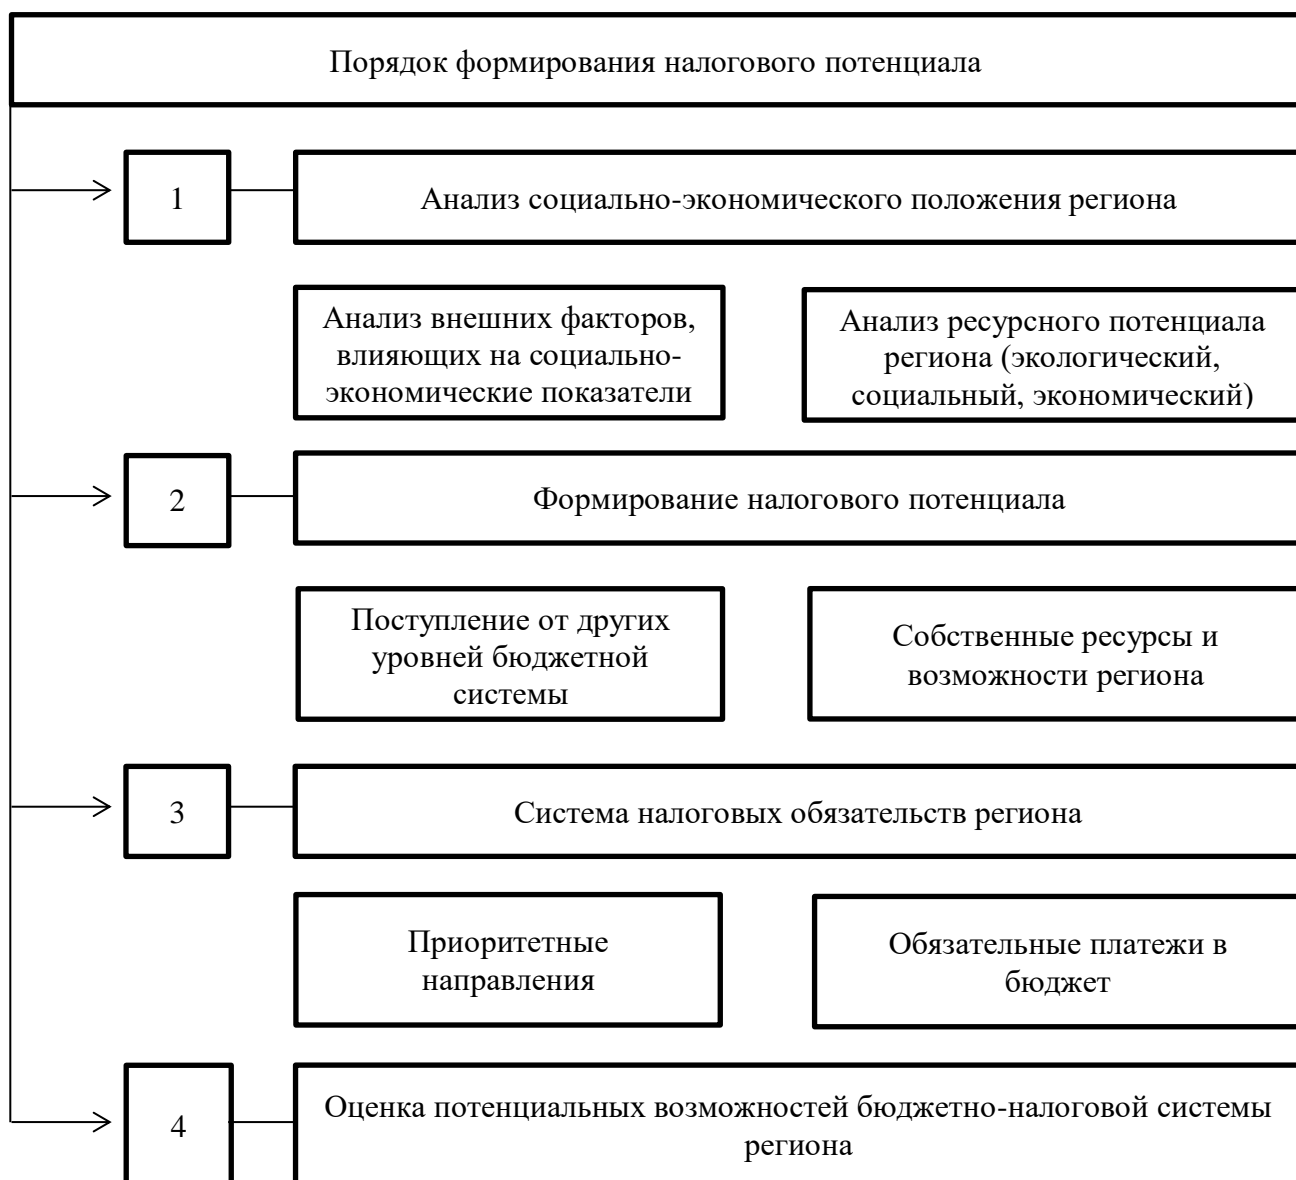 Порядок формирования налогового потенциала
1
Анализ социально-экономического положения региона
Анализ внешних факторов,
влияющих на социально-
экономические показатели
Анализ ресурсного потенциала
региона (экологический,
социальный, экономический)
2
Формирование налогового потенциала
Поступление от других
уровней бюджетной
системы
Собственные ресурсы и
возможности региона
3
Система налоговых обязательств региона
Приоритетные
направления
Обязательные платежи в
бюджет
4
Оценка потенциальных возможностей бюджетно-налоговой системы
региона